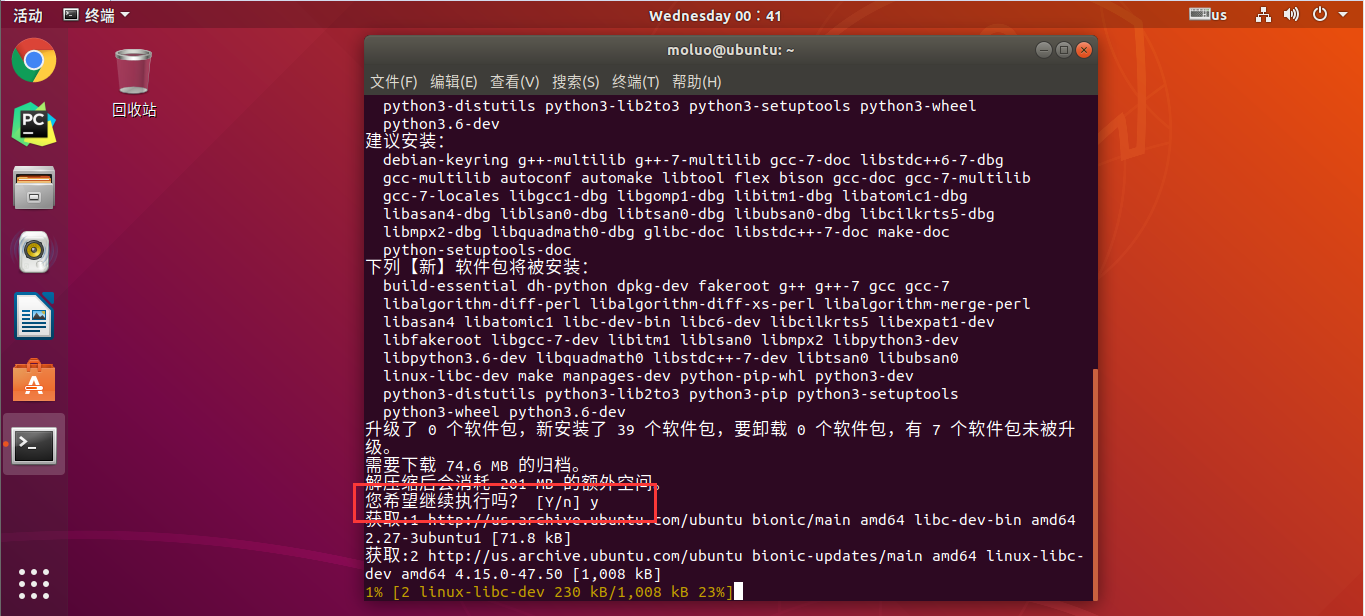 活动 终端 Wednesday 00：41 us
moluo@ubuntu: ~
文件(F) 编辑(E) 查看(V) 搜索(S) 终端(T) 帮助(H)
PC
回收站
python3-distutils python3-lib2to3 python3-setuptools python3-wheel
python3.6-dev
建议安装：
debian-keyring g++-multilib g++-7-multilib gcc-7-doc libstdc++6-7-dbg
gcc-multilib autoconf automake libtool flex bison gcc-doc gcc-7-multilib
gcc-7-locales libgcc1-dbg libgomp1-dbg libitm1-dbg libatomic1-dbg
libasan4-dbg liblsan0-dbg libtsan0-dbg libubsan0-dbg libcilkrts5-dbg
libmpx2-dbg libquadmath0-dbg glibc-doc libstdc++-7-doc make-doc
python-setuptools-doc
下列【新】软件包将被安装：
build-essential dh-python dpkg-dev fakeroot g++ g++-7 gcc gcc-7
libalgorithm-diff-perl libalgorithm-diff-xs-perl libalgorithm-merge-perl
libasan4 libatomic1 libc-dev-bin libc6-dev libcilkrts5 libexpat1-dev
libfakeroot libgcc-7-dev libitm1 liblsan0 libmpx2 libpython3-dev
libpython3.6-dev libquadmath0 libstdc++-7-dev libtsan0 libubsan0
linux-libc-dev make manpages-dev python-pip-whl python3-dev
python3-distutils python3-lib2to3 python3-pip python3-setuptools
python3-wheel python3.6-dev
升级了 0 个软件包，新安装了 39 个软件包，要卸载 0 个软件包，有 7 个软件包未被升
级。
需要下载 74.6 MB 的归档。
解压缩后会消耗 201 MB 的额外空间。
您希望继续执行吗？ [Y/n] y
获取:1 http://us.archive.ubuntu.com/ubuntu bionic/main amd64 libc-dev-bin amd64
2.27-3ubuntu1 [71.8 kB]
获取:2 http://us.archive.ubuntu.com/ubuntu bionic-updates/main amd64 linux-libc-
dev amd64 4.15.0-47.50 [1,008 kB]
1% [2 linux-libc-dev 230 kB/1,008 kB 23%]